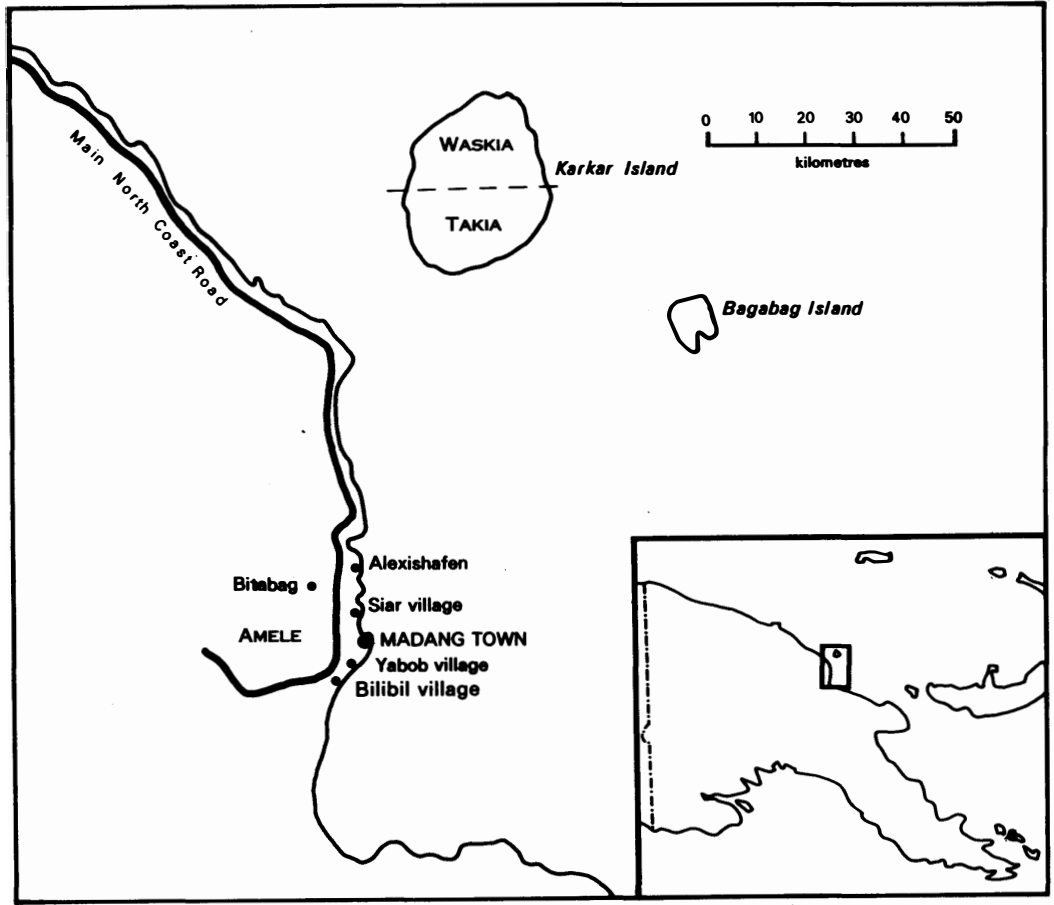 0 10 20 30 40 50
kilometres
WASKIA
Karkar Island
TAKIA
Main North Coast Road
Bagabag Island
Alexishafen
Bitabag
Siar village
AMELE
MADANG TOWN
Yabob village
Bilibil village